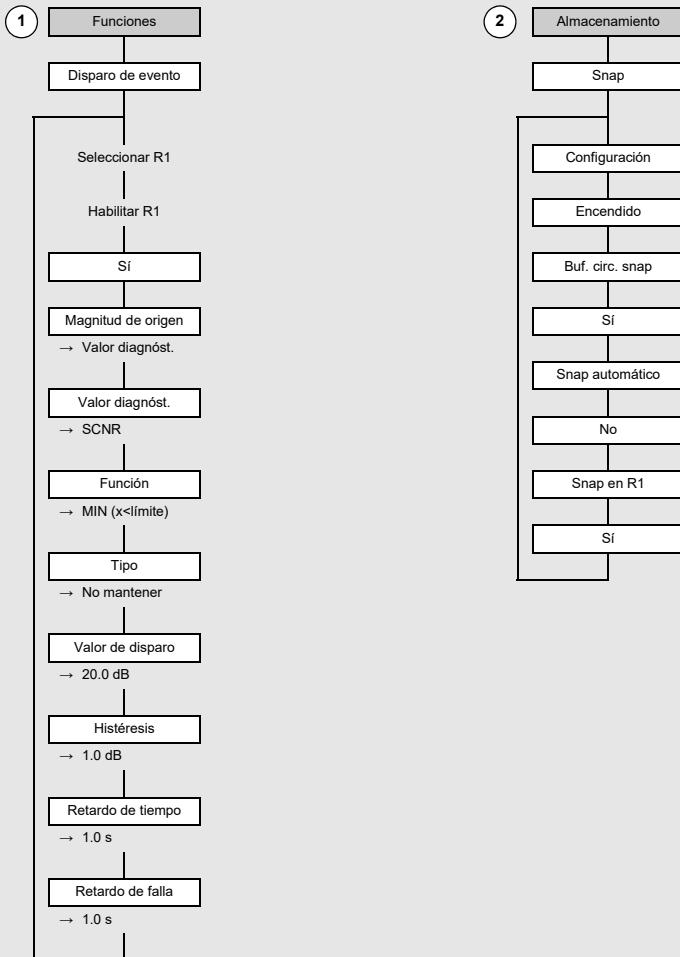 1
Funciones
Disparo de evento
Seleccionar R1
Habilitar R1
Sí
Magnitud de origen
→ Valor diagnóst.
Valor diagnóst.
→ SCNR
Función
→ MIN (x<límite)
Tipo
→ No mantener
Valor de disparo
→ 20.0 dB
Histéresis
→ 1.0 dB
Retardo de tiempo
→ 1.0 s
Retardo de falla
→ 1.0 s
2
Almacenamiento
Snap
Configuración
Encendido
Buf. circ. snap
Sí
Snap automático
No
Snap en R1
Sí